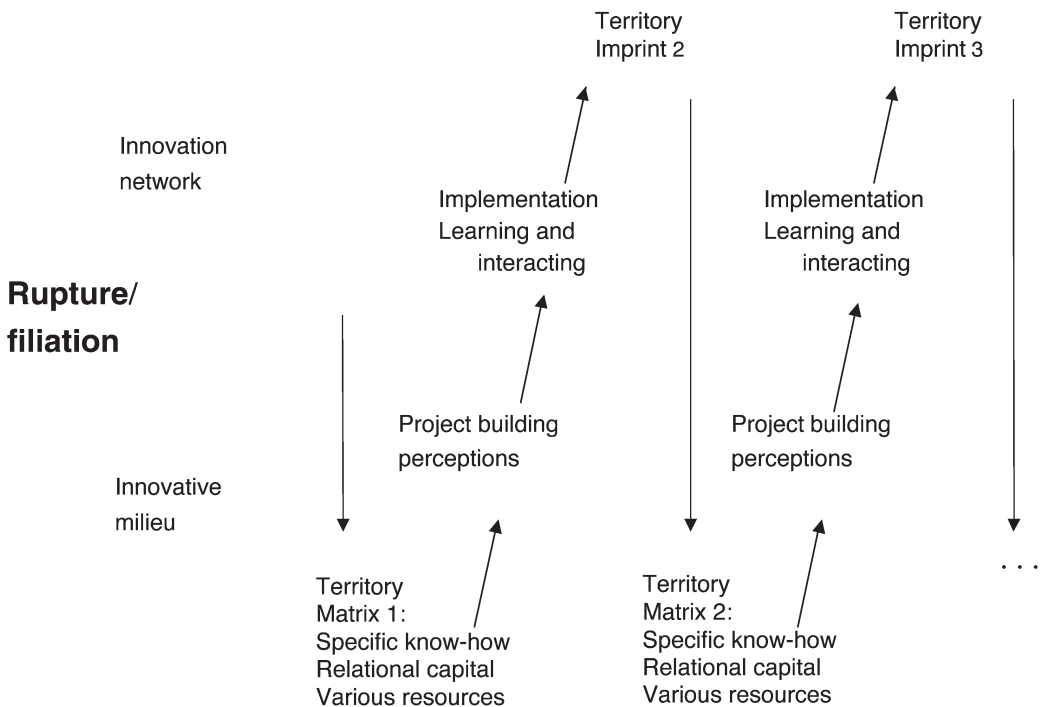 Territory
Imprint 2
Territory
Imprint 3
Innovation
network
Implementation
Learning and
interacting
Implementation
Learning and
interacting
Rupture/
filiation
Project building
perceptions
Project building
perceptions
Innovative
milieu
Territory
Matrix 1:
Specific know-how
Relational capital
Various resources
Territory
Matrix 2:
Specific know-how
Relational capital
Various resources
. . .